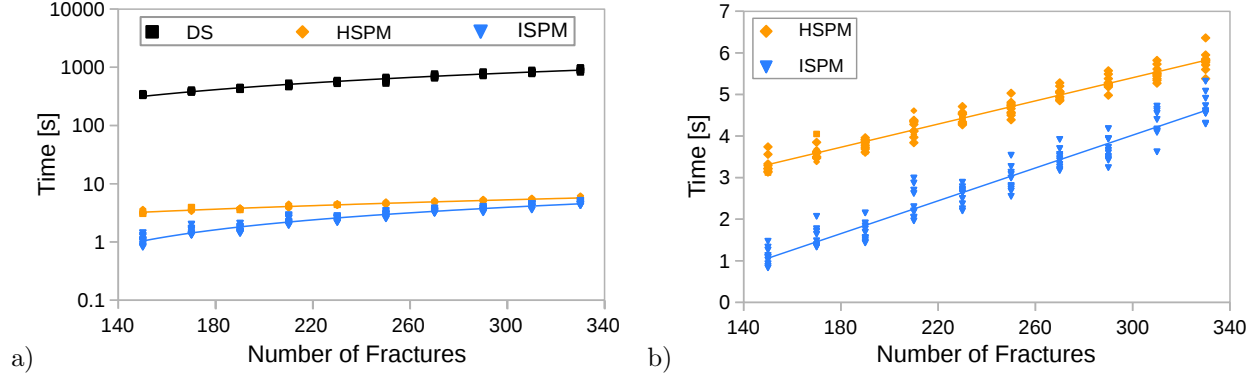 DS HSPM ISPM
10000
1000
100
10
1
0.1
Time [s]
140 180 220 260 300 340
Number of Fractures
a)
HSPM
ISPM
7
6
5
4
3
2
1
0
Time [s]
140 180 220 260 300 340
Number of Fractures
b)